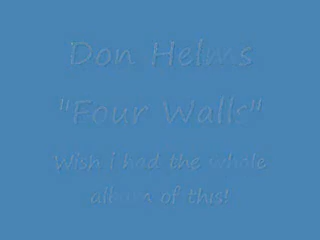 Don Helms
"Four Walls"
Wish i had the whole
album of this!